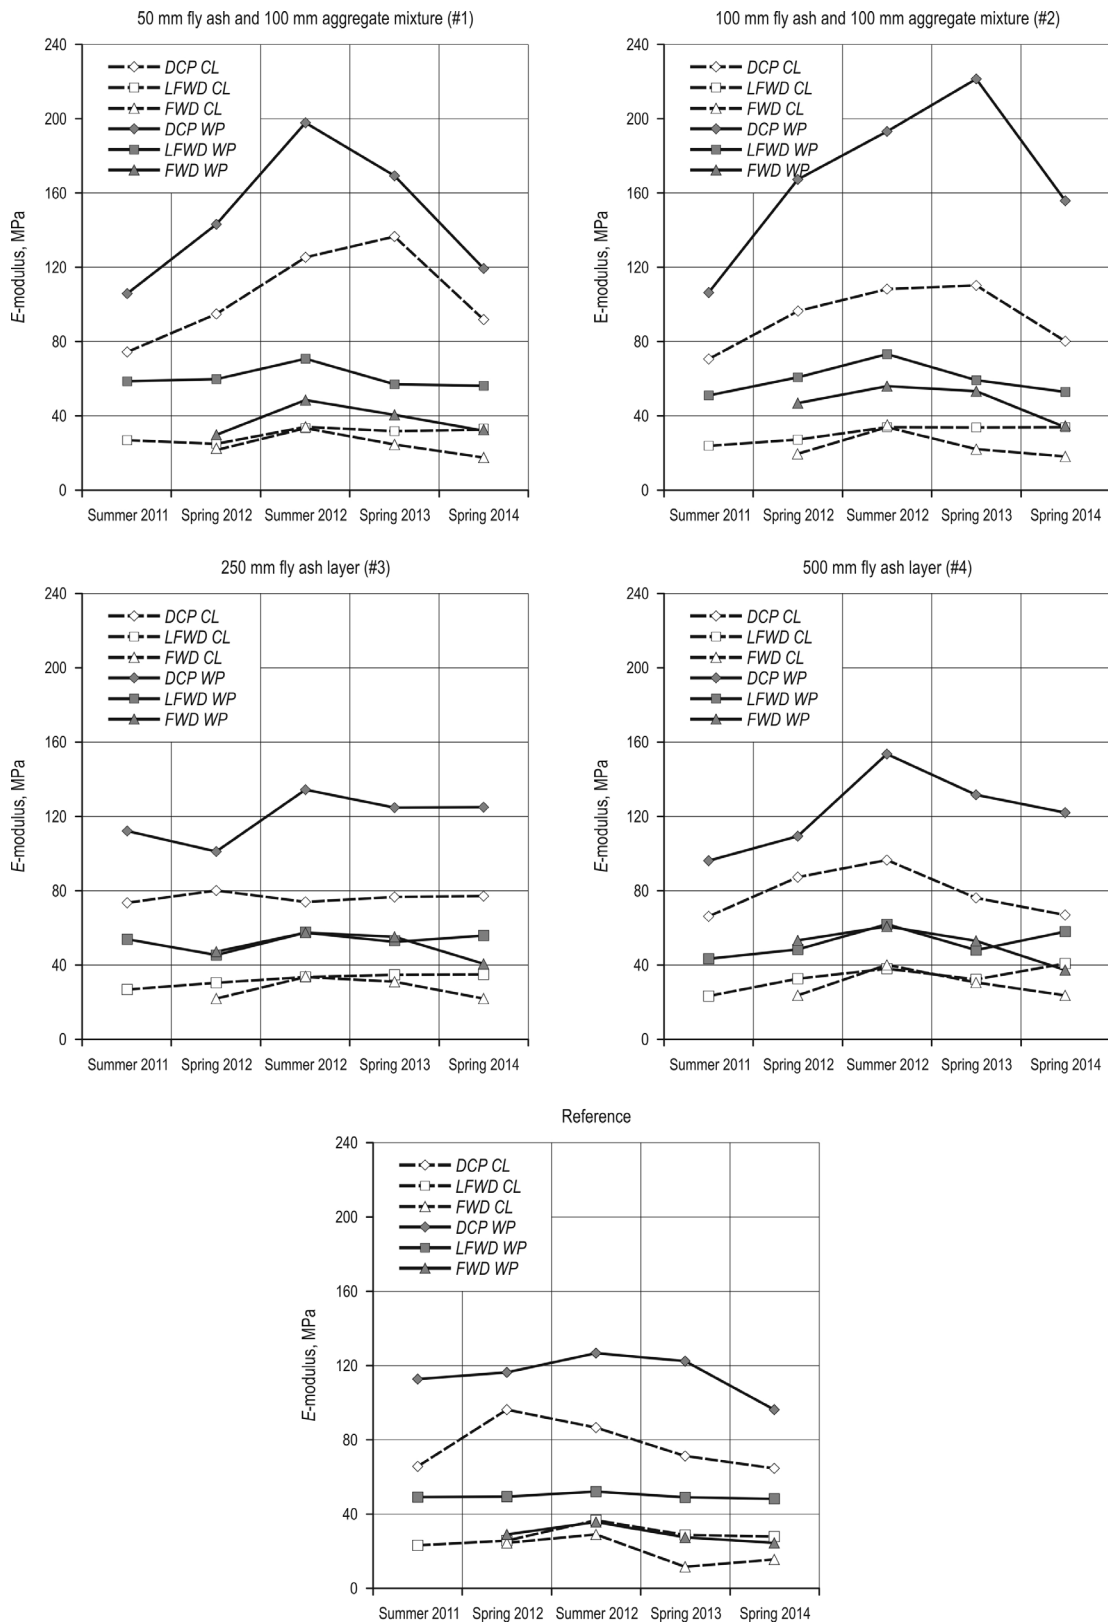 50 mm fly ash and 100 mm aggregate mixture (#1)
240
200
160
120
80
40
0
E-modulus, MPa
DCP CL
LFWD CL
FWD CL
DCP WP
LFWD WP
FWD WP
Summer 2011 Spring 2012 Summer 2012 Spring 2013 Spring 2014
100 mm fly ash and 100 mm aggregate mixture (#2)
240
200
160
120
80
40
0
E-modulus, MPa
DCP CL
LFWD CL
FWD CL
DCP WP
LFWD WP
FWD WP
Summer 2011 Spring 2012 Summer 2012 Spring 2013 Spring 2014
250 mm fly ash layer (#3)
240
200
160
120
80
40
0
E-modulus, MPa
DCP CL
LFWD CL
FWD CL
DCP WP
LFWD WP
FWD WP
Summer 2011 Spring 2012 Summer 2012 Spring 2013 Spring 2014
500 mm fly ash layer (#4)
240
200
160
120
80
40
0
E-modulus, MPa
DCP CL
LFWD CL
FWD CL
DCP WP
LFWD WP
FWD WP
Summer 2011 Spring 2012 Summer 2012 Spring 2013 Spring 2014
Reference
240
200
160
120
80
40
0
E-modulus, MPa
DCP CL
LFWD CL
FWD CL
DCP WP
LFWD WP
FWD WP
Summer 2011 Spring 2012 Summer 2012 Spring 2013 Spring 2014